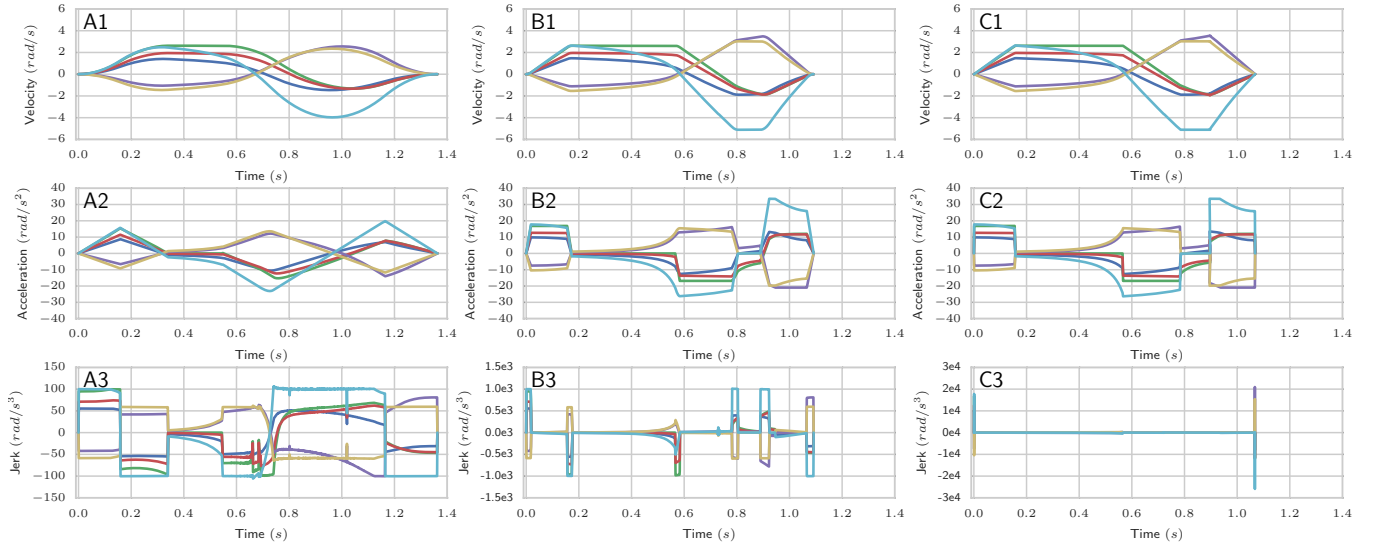 A1
Velocity (rad/s)
6
4
2
0
−2
−4
−6
0.0 0.2 0.4 0.6 0.8 1.0 1.2 1.4
Time (s)
B1
Velocity (rad/s)
6
4
2
0
−2
−4
−6
0.0 0.2 0.4 0.6 0.8 1.0 1.2 1.4
Time (s)
C1
Velocity (rad/s)
6
4
2
0
−2
−4
−6
0.0 0.2 0.4 0.6 0.8 1.0 1.2 1.4
Time (s)
A2
Acceleration (rad/s²)
40
30
20
10
0
−10
−20
−30
−40
0.0 0.2 0.4 0.6 0.8 1.0 1.2 1.4
Time (s)
B2
Acceleration (rad/s²)
40
30
20
10
0
−10
−20
−30
−40
0.0 0.2 0.4 0.6 0.8 1.0 1.2 1.4
Time (s)
C2
Acceleration (rad/s²)
40
30
20
10
0
−10
−20
−30
−40
0.0 0.2 0.4 0.6 0.8 1.0 1.2 1.4
Time (s)
A3
Jerk (rad/s³)
150
100
50
0
−50
−100
−150
0.0 0.2 0.4 0.6 0.8 1.0 1.2 1.4
Time (s)
B3
Jerk (rad/s³)
1.5e3
1.0e3
0.5e3
0.0e3
-0.5e3
-1.0e3
-1.5e3
0.0 0.2 0.4 0.6 0.8 1.0 1.2 1.4
Time (s)
C3
Jerk (rad/s³)
3e4
2e4
1e4
0e4
-1e4
-2e4
-3e4
0.0 0.2 0.4 0.6 0.8 1.0 1.2 1.4
Time (s)